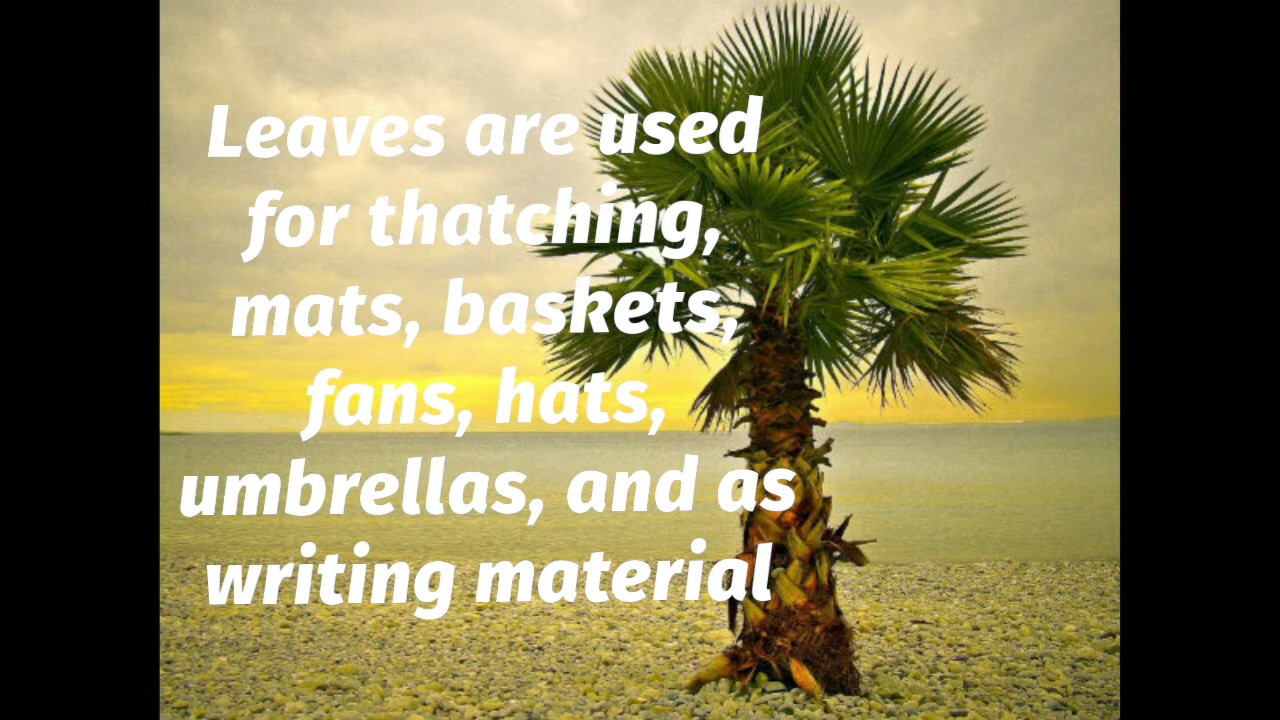 Leaves are used
for thatching,
mats, baskets,
fans, hats,
umbrellas, and as
writing material